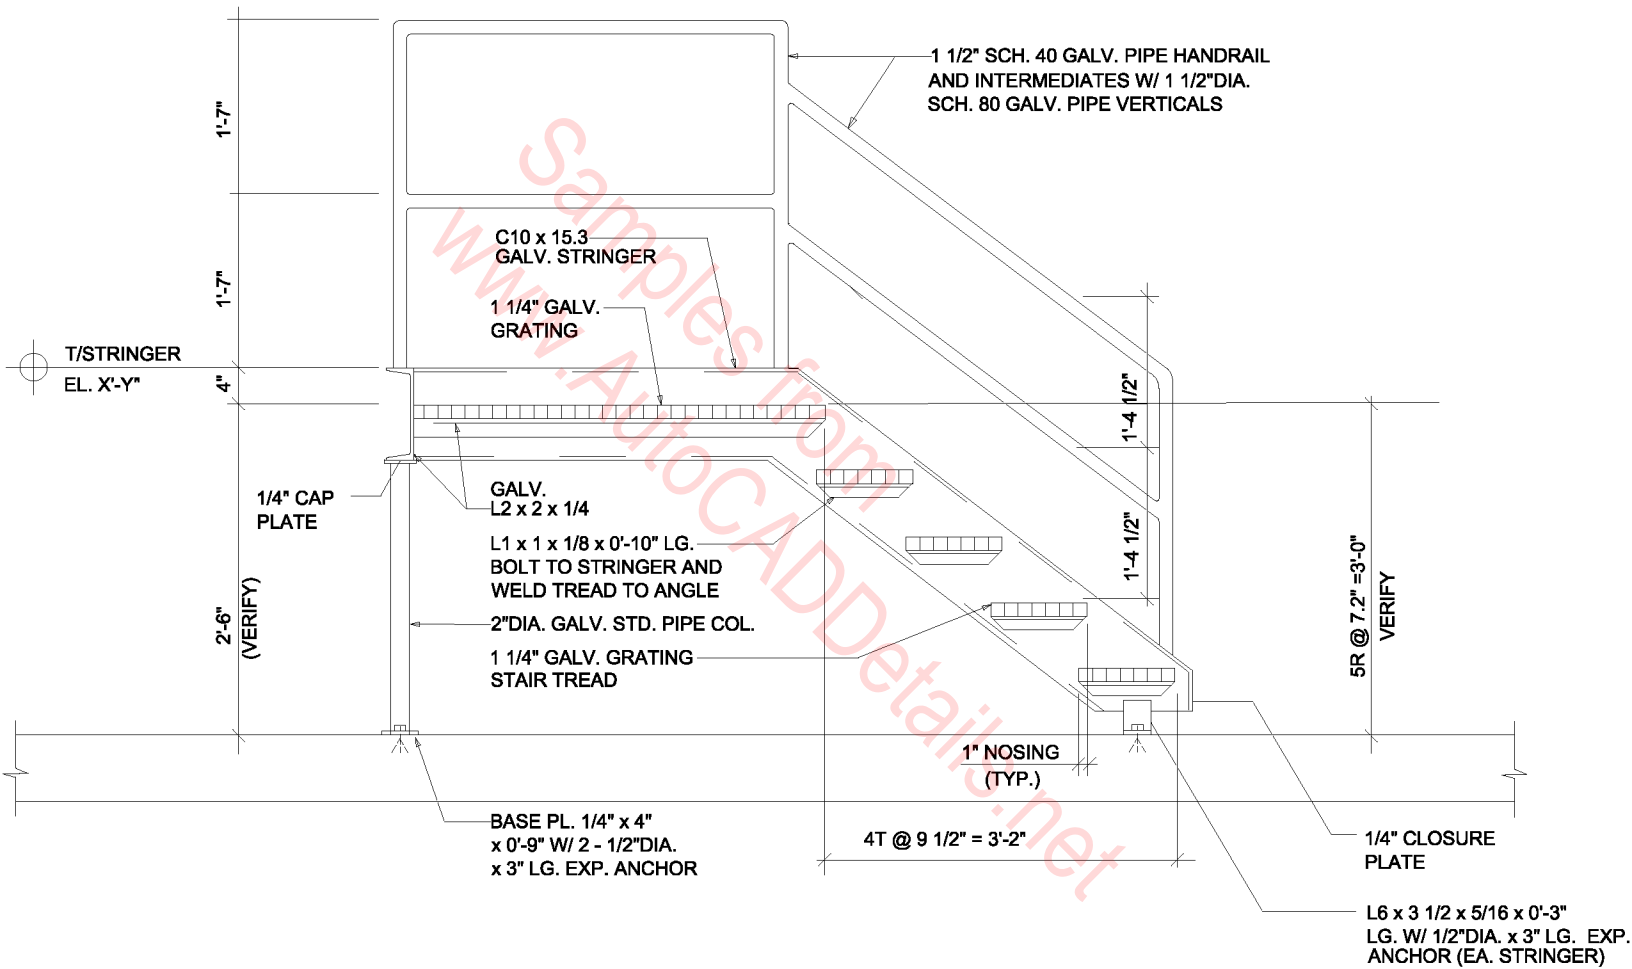 1 1/2" SCH. 40 GALV. PIPE HANDRAIL
AND INTERMEDIATES W/ 1 1/2"DIA.
SCH. 80 GALV. PIPE VERTICALS
1'-7"
1'-7"
C10 x 15.3
GALV. STRINGER
1 1/4" GALV.
GRATING
T/STRINGER
EL. X'-Y"
4"
1/4" CAP
PLATE
GALV.
L2 x 2 x 1/4
L1 x 1 x 1/8 x 0'-10" LG.
BOLT TO STRINGER AND
WELD TREAD TO ANGLE
2"DIA. GALV. STD. PIPE COL.
1 1/4" GALV. GRATING
STAIR TREAD
2'-6"
(VERIFY)
1'-4 1/2"
1'-4 1/2"
5R @ 7.2" =3'-0"
VERIFY
1" NOSING
(TYP.)
BASE PL. 1/4" x 4"
x 0'-9" W/ 2 - 1/2"DIA.
x 3" LG. EXP. ANCHOR
4T @ 9 1/2" = 3'-2"
1/4" CLOSURE
PLATE
L6 x 3 1/2 x 5/16 x 0'-3"
LG. W/ 1/2"DIA. x 3" LG. EXP.
ANCHOR (EA. STRINGER)
Samples from
www.AutoCADDetails.net